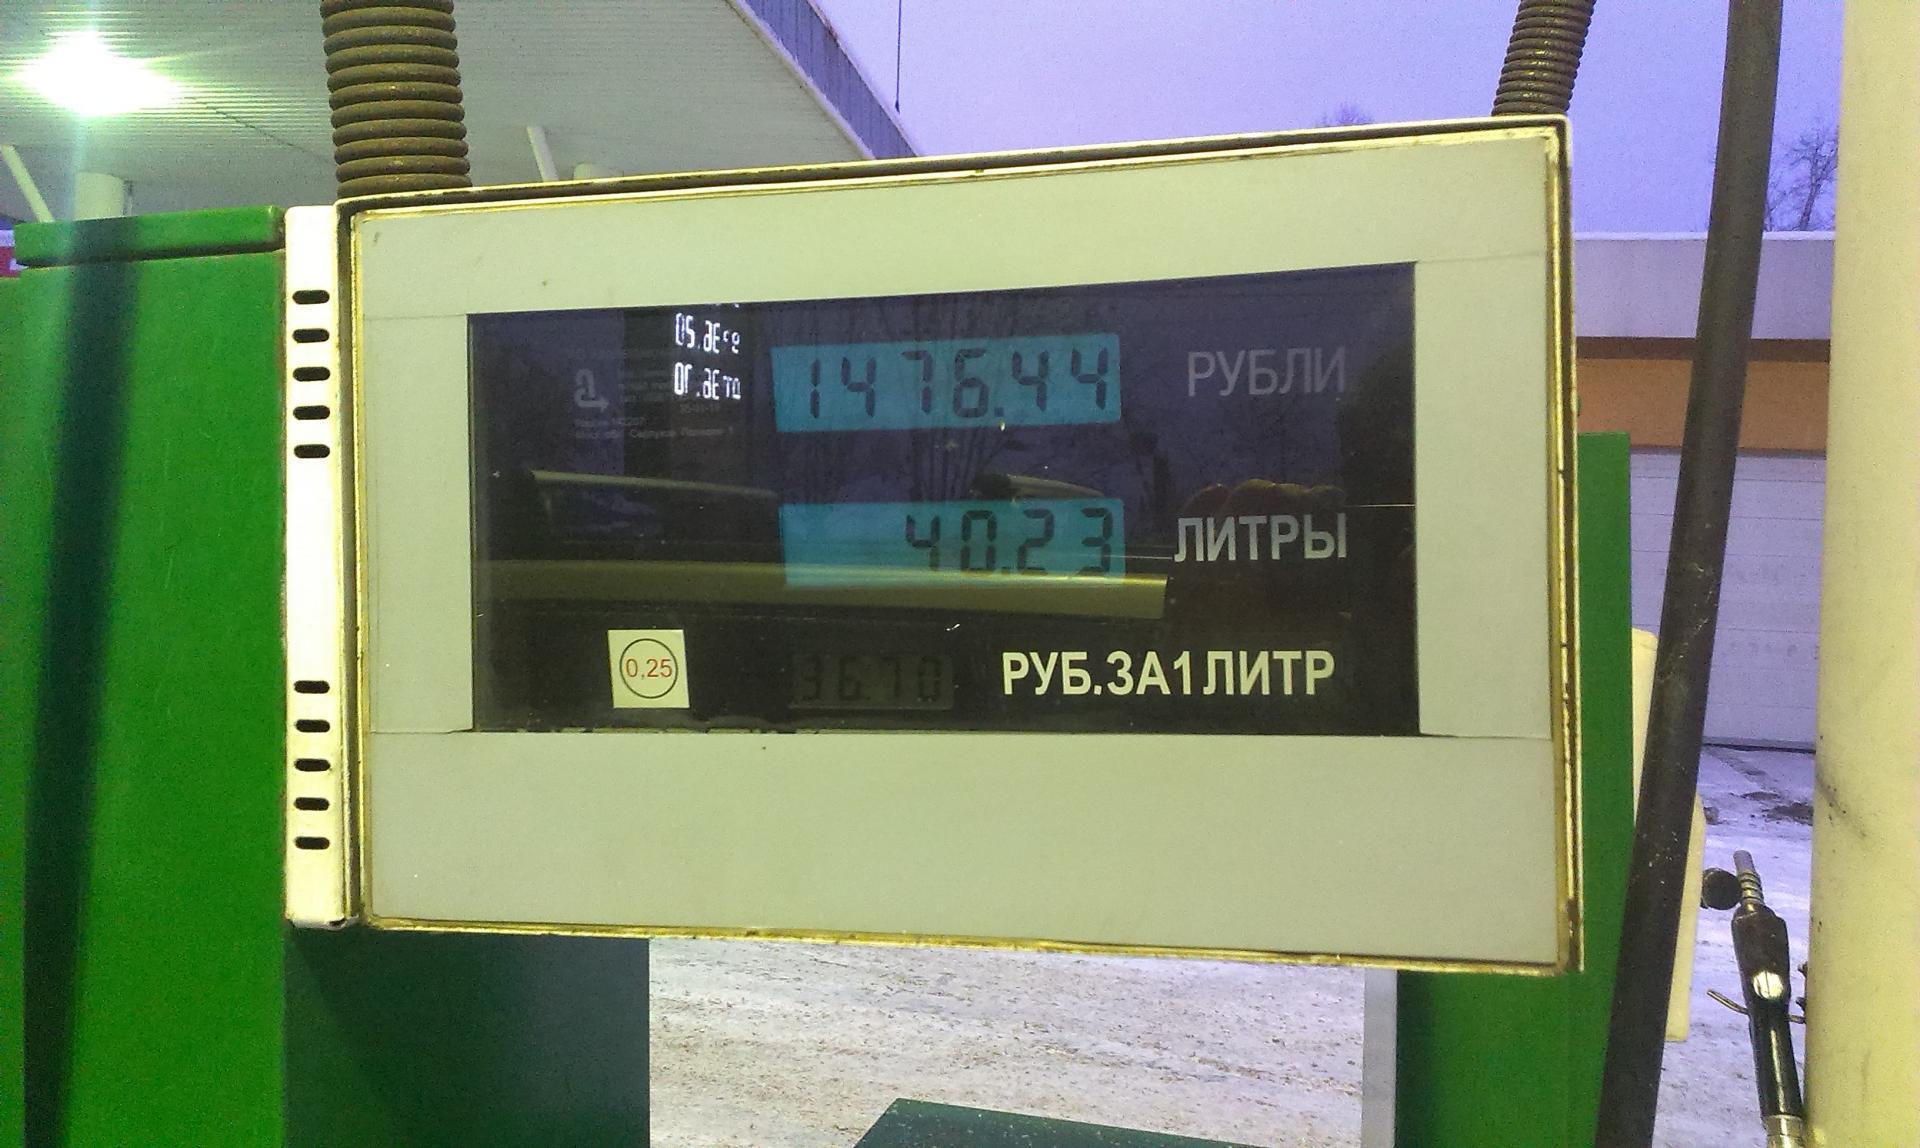 1476.44 РУБЛИ
40.23 ЛИТРЫ
0,25 36.70 РУБ.ЗА1ЛИТР